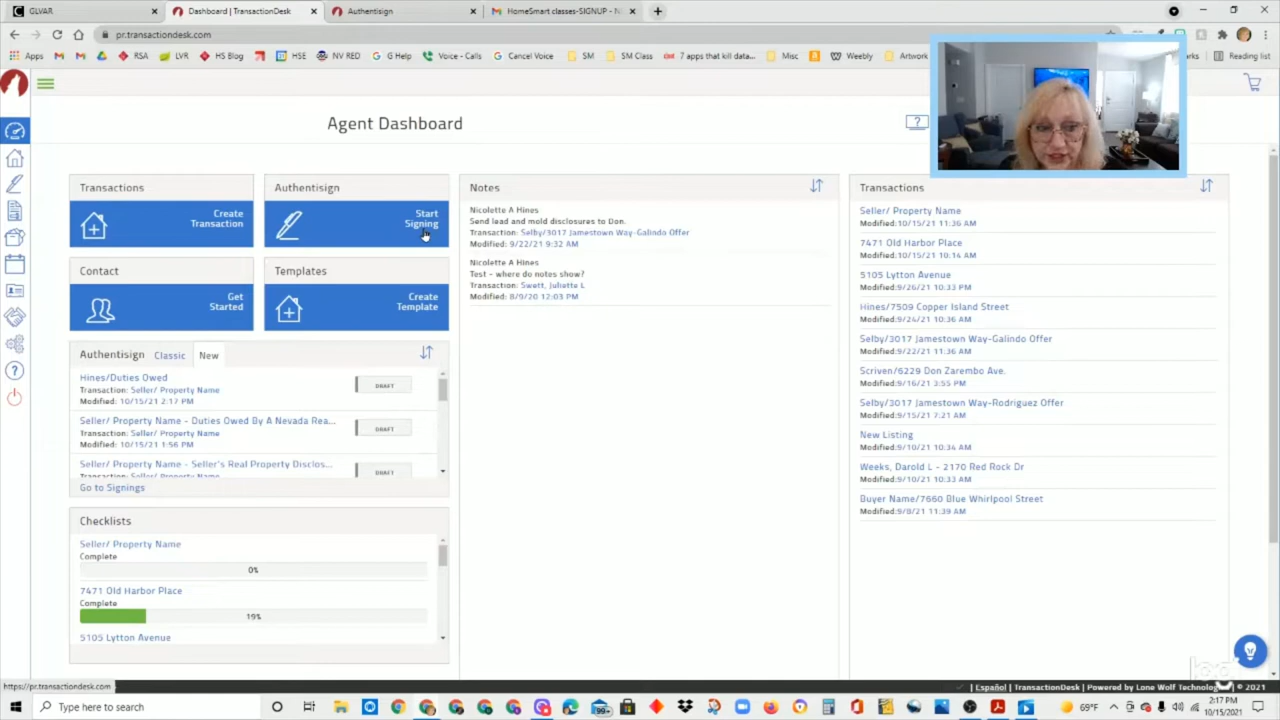 GLVAR
Dashboard | TransactionDesk
Authentisign
HomeSmart classes-SIGNUP - N
pr.transactiondesk.com
Apps
RSA
LVR
HS Blog
HSE
NV RED
G Help
Voice - Calls
Cancel Voice
SM
SM Class
7 apps that kill data...
Misc
Weebly
Artwork
Reading list
Agent Dashboard
Transactions
Create
Transaction
Authentisign
Start
Signing
Contact
Get
Started
Templates
Create
Template
Authentisign
Classic
New
Hines/Duties Owed
Transaction: Seller/ Property Name
Modified: 10/15/21 2:17 PM
DRAFT
Seller/ Property Name - Duties Owed By A Nevada Rea...
Transaction: Seller/ Property Name
Modified: 10/15/21 1:56 PM
DRAFT
Seller/ Property Name - Seller's Real Property Disclos...
Transaction: Seller/ Property Name
DRAFT
Go to Signings
Checklists
Seller/ Property Name
Complete
0%
7471 Old Harbor Place
Complete
19%
5105 Lytton Avenue
Notes
Nicolette A Hines
Send lead and mold disclosures to Don.
Transaction: Selby/3017 Jamestown Way-Galindo Offer
Modified: 9/22/21 9:32 AM
Nicolette A Hines
Test - where do notes show?
Transaction: Swett, Juliette L
Modified: 8/9/20 12:03 PM
Transactions
Seller/ Property Name
Modified:10/15/21 11:36 AM
7471 Old Harbor Place
Modified:10/15/21 10:14 AM
5105 Lytton Avenue
Modified:9/26/21 10:33 PM
Hines/7509 Copper Island Street
Modified:9/24/21 10:36 AM
Selby/3017 Jamestown Way-Galindo Offer
Modified:9/22/21 11:36 AM
Scriven/6229 Don Zarembo Ave.
Modified:9/16/21 3:55 PM
Selby/3017 Jamestown Way-Rodriguez Offer
Modified:9/15/21 7:21 AM
New Listing
Modified:9/10/21 10:34 AM
Weeks, Darold L - 2170 Red Rock Dr
Modified:9/10/21 10:33 AM
Buyer Name/7660 Blue Whirlpool Street
Modified:9/8/21 11:39 AM
https://pr.transactiondesk.com
Español | TransactionDesk | Powered by Lone Wolf Technolog © 2021
Type here to search
99+
69°F
2:17 PM
10/15/2021